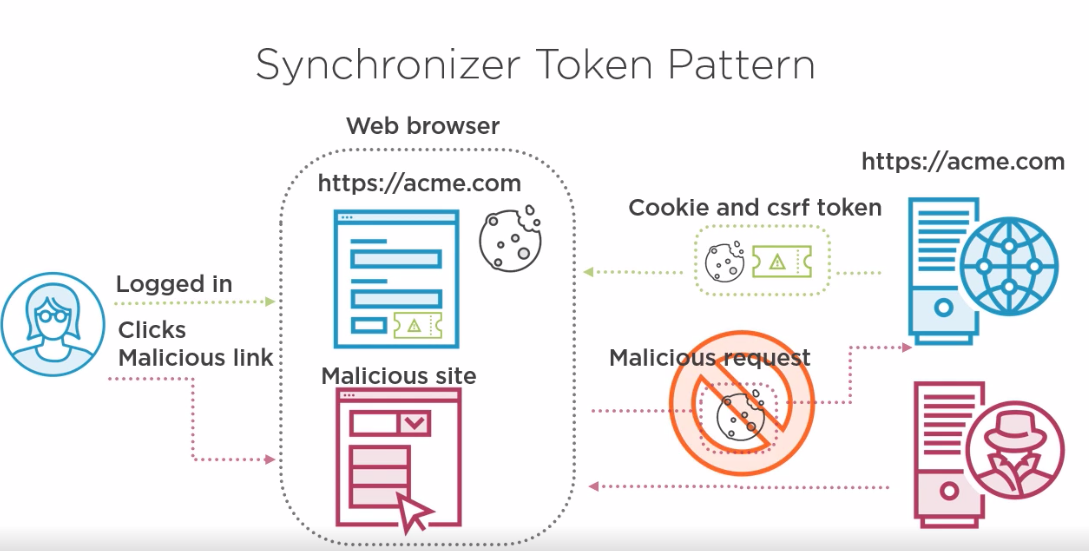 Synchronizer Token Pattern
Web browser
https://acme.com
https://acme.com
Cookie and csrf token
Logged in
Clicks
Malicious link
Malicious request
Malicious site